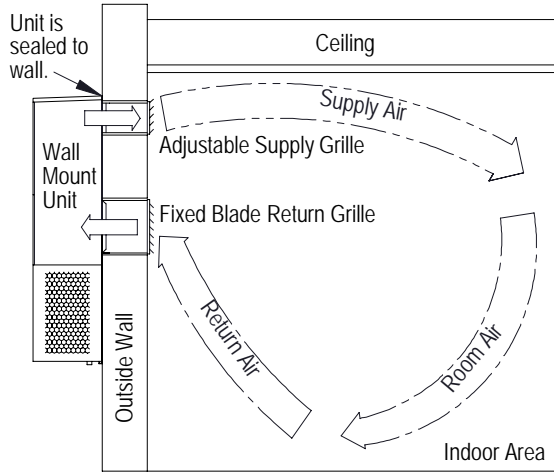 Unit is
sealed to
wall.
Ceiling
Supply Air
Adjustable Supply Grille
Wall
Mount
Unit
Fixed Blade Return Grille
Return Air
Room Air
Outside Wall
Indoor Area